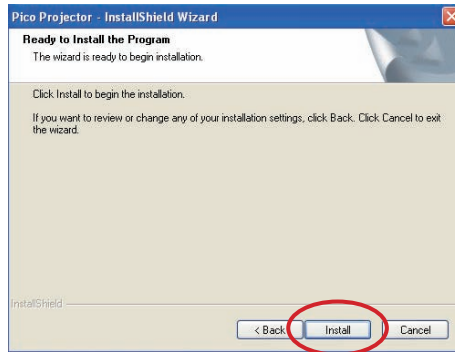 Pico Projector - InstallShield Wizard
Ready to Install the Program
The wizard is ready to begin installation.
Click Install to begin the installation.
If you want to review or change any of your installation settings, click Back. Click Cancel to exit
the wizard.
InstallShield
< Back Install Cancel